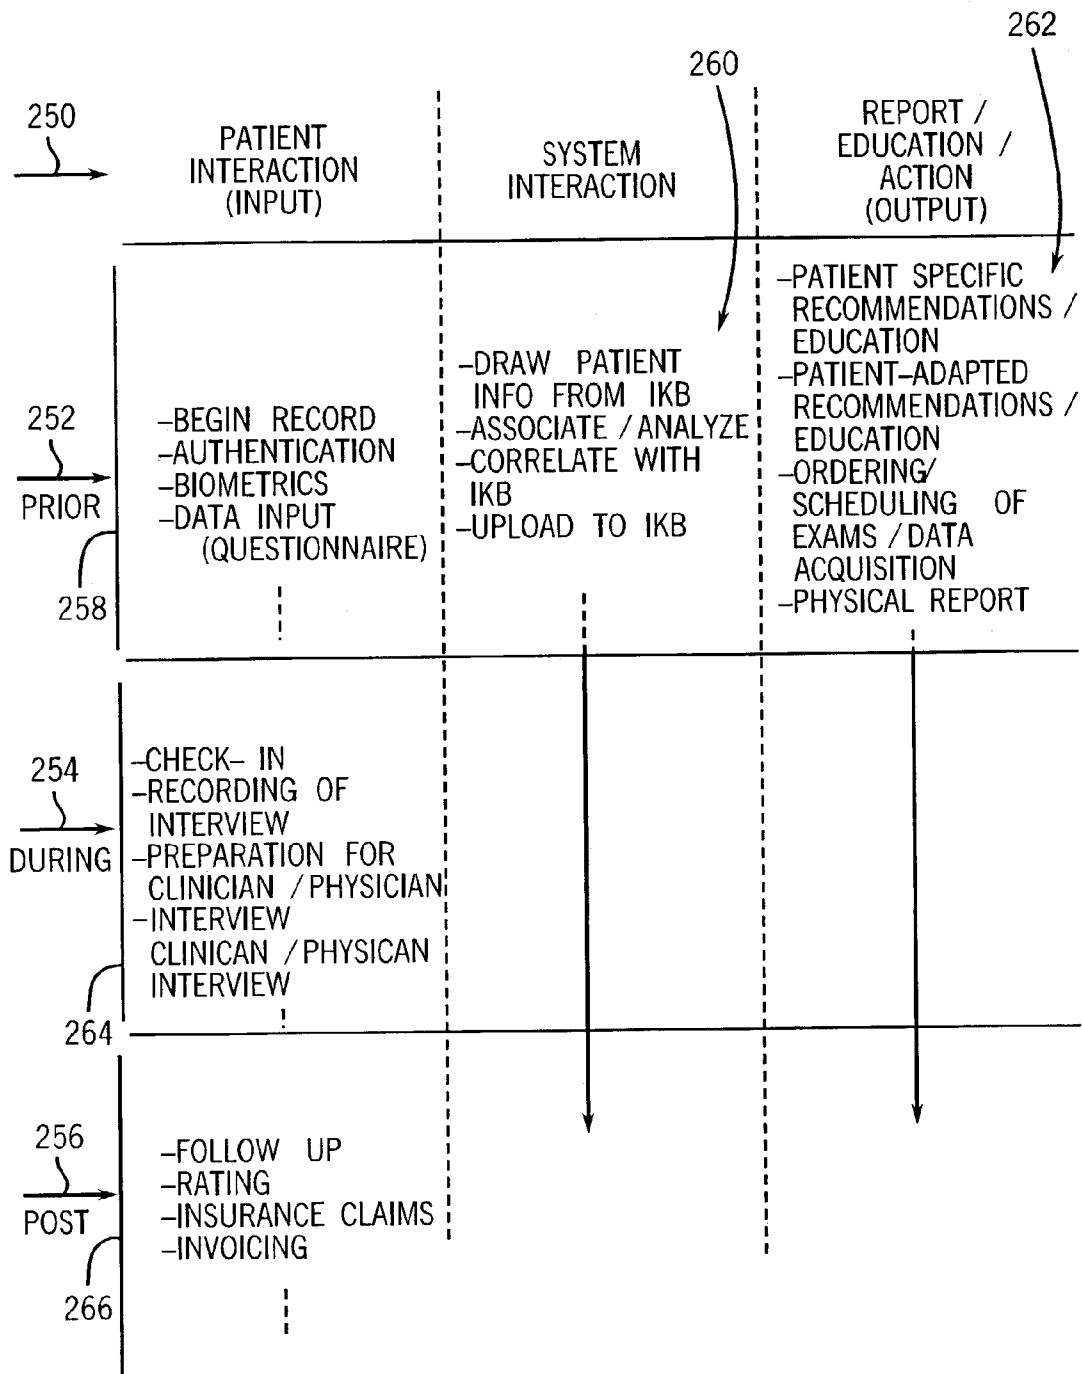 262
260
250
PATIENT
INTERACTION
(INPUT)
SYSTEM
INTERACTION
REPORT /
EDUCATION /
ACTION
(OUTPUT)
252
PRIOR
258
-BEGIN RECORD
-AUTHENTICATION
-BIOMETRICS
-DATA INPUT
(QUESTIONNAIRE)
-DRAW PATIENT
INFO FROM IKB
-ASSOCIATE / ANALYZE
-CORRELATE WITH
IKB
-UPLOAD TO IKB
-PATIENT SPECIFIC
RECOMMENDATIONS /
EDUCATION
-PATIENT-ADAPTED
RECOMMENDATIONS /
EDUCATION
-ORDERING/
SCHEDULING OF
EXAMS / DATA
ACQUISITION
-PHYSICAL REPORT
254
DURING
264
-CHECK- IN
-RECORDING OF
INTERVIEW
-PREPARATION FOR
CLINICIAN / PHYSICIAN
-INTERVIEW
CLINICAN / PHYSICAN
INTERVIEW
256
POST
266
-FOLLOW UP
-RATING
-INSURANCE CLAIMS
-INVOICING